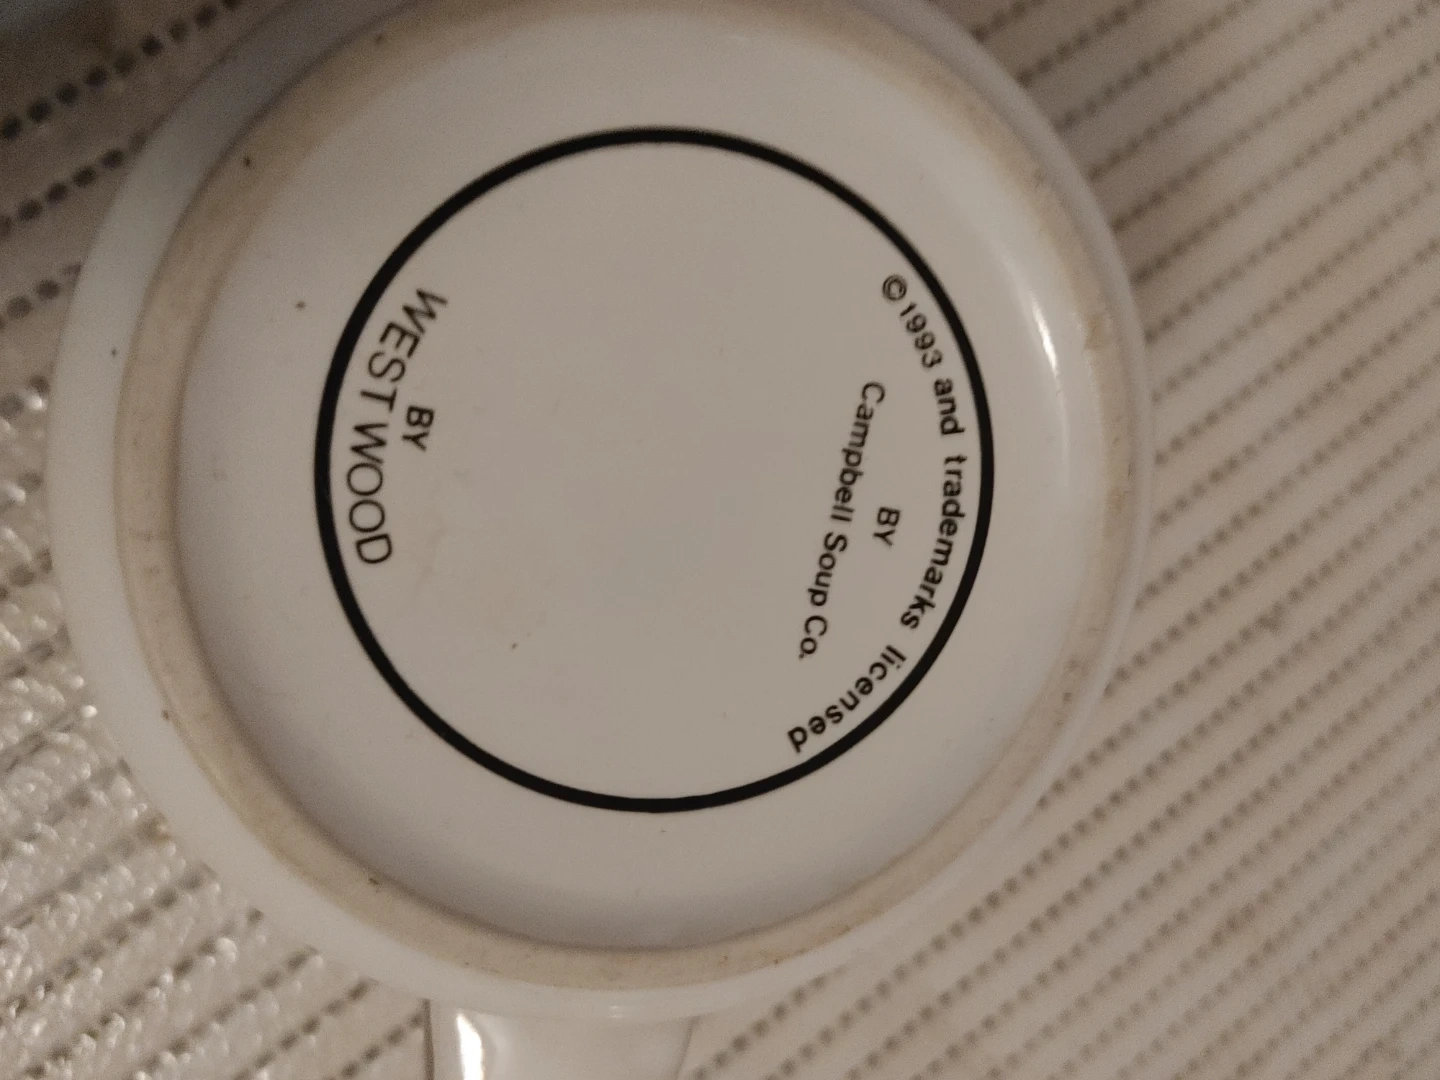 ©1993 and trademarks licensed
BY
Campbell Soup Co.
BY
WESTWOOD